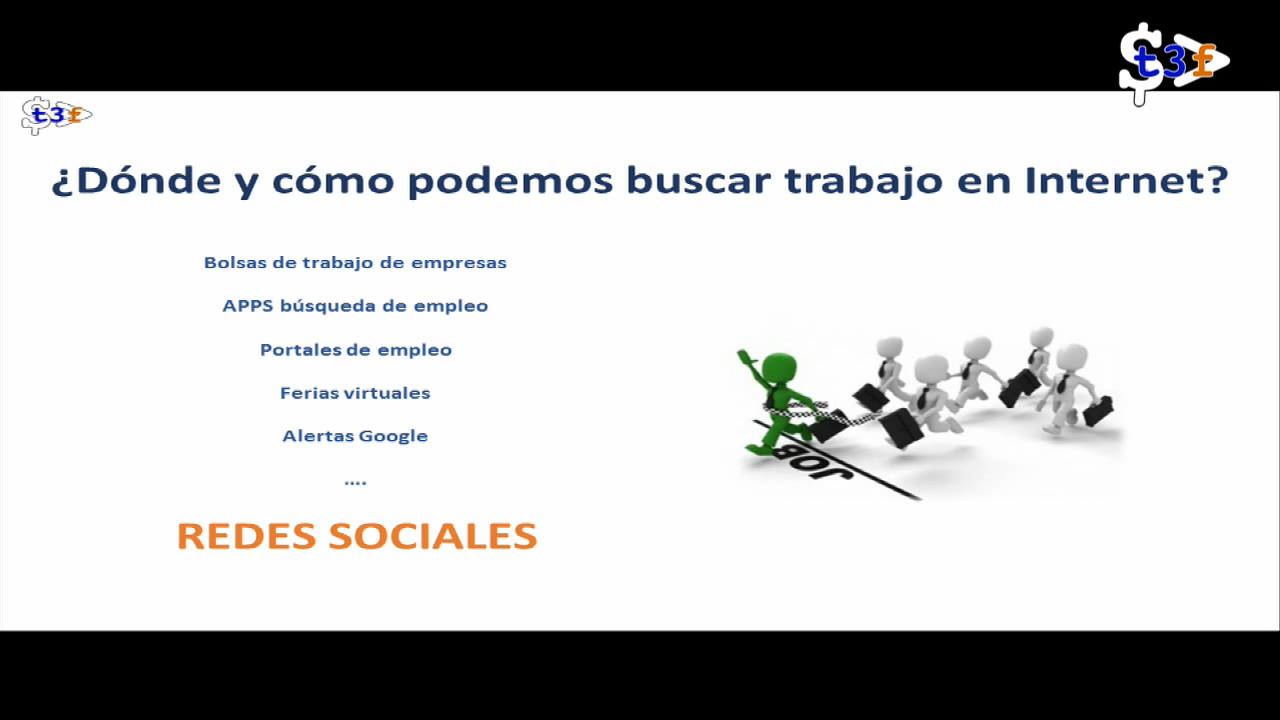 t3f
t3f
¿Dónde y cómo podemos buscar trabajo en Internet?
Bolsas de trabajo de empresas
APPS búsqueda de empleo
Portales de empleo
Ferias virtuales
Alertas Google
....
REDES SOCIALES
JOB